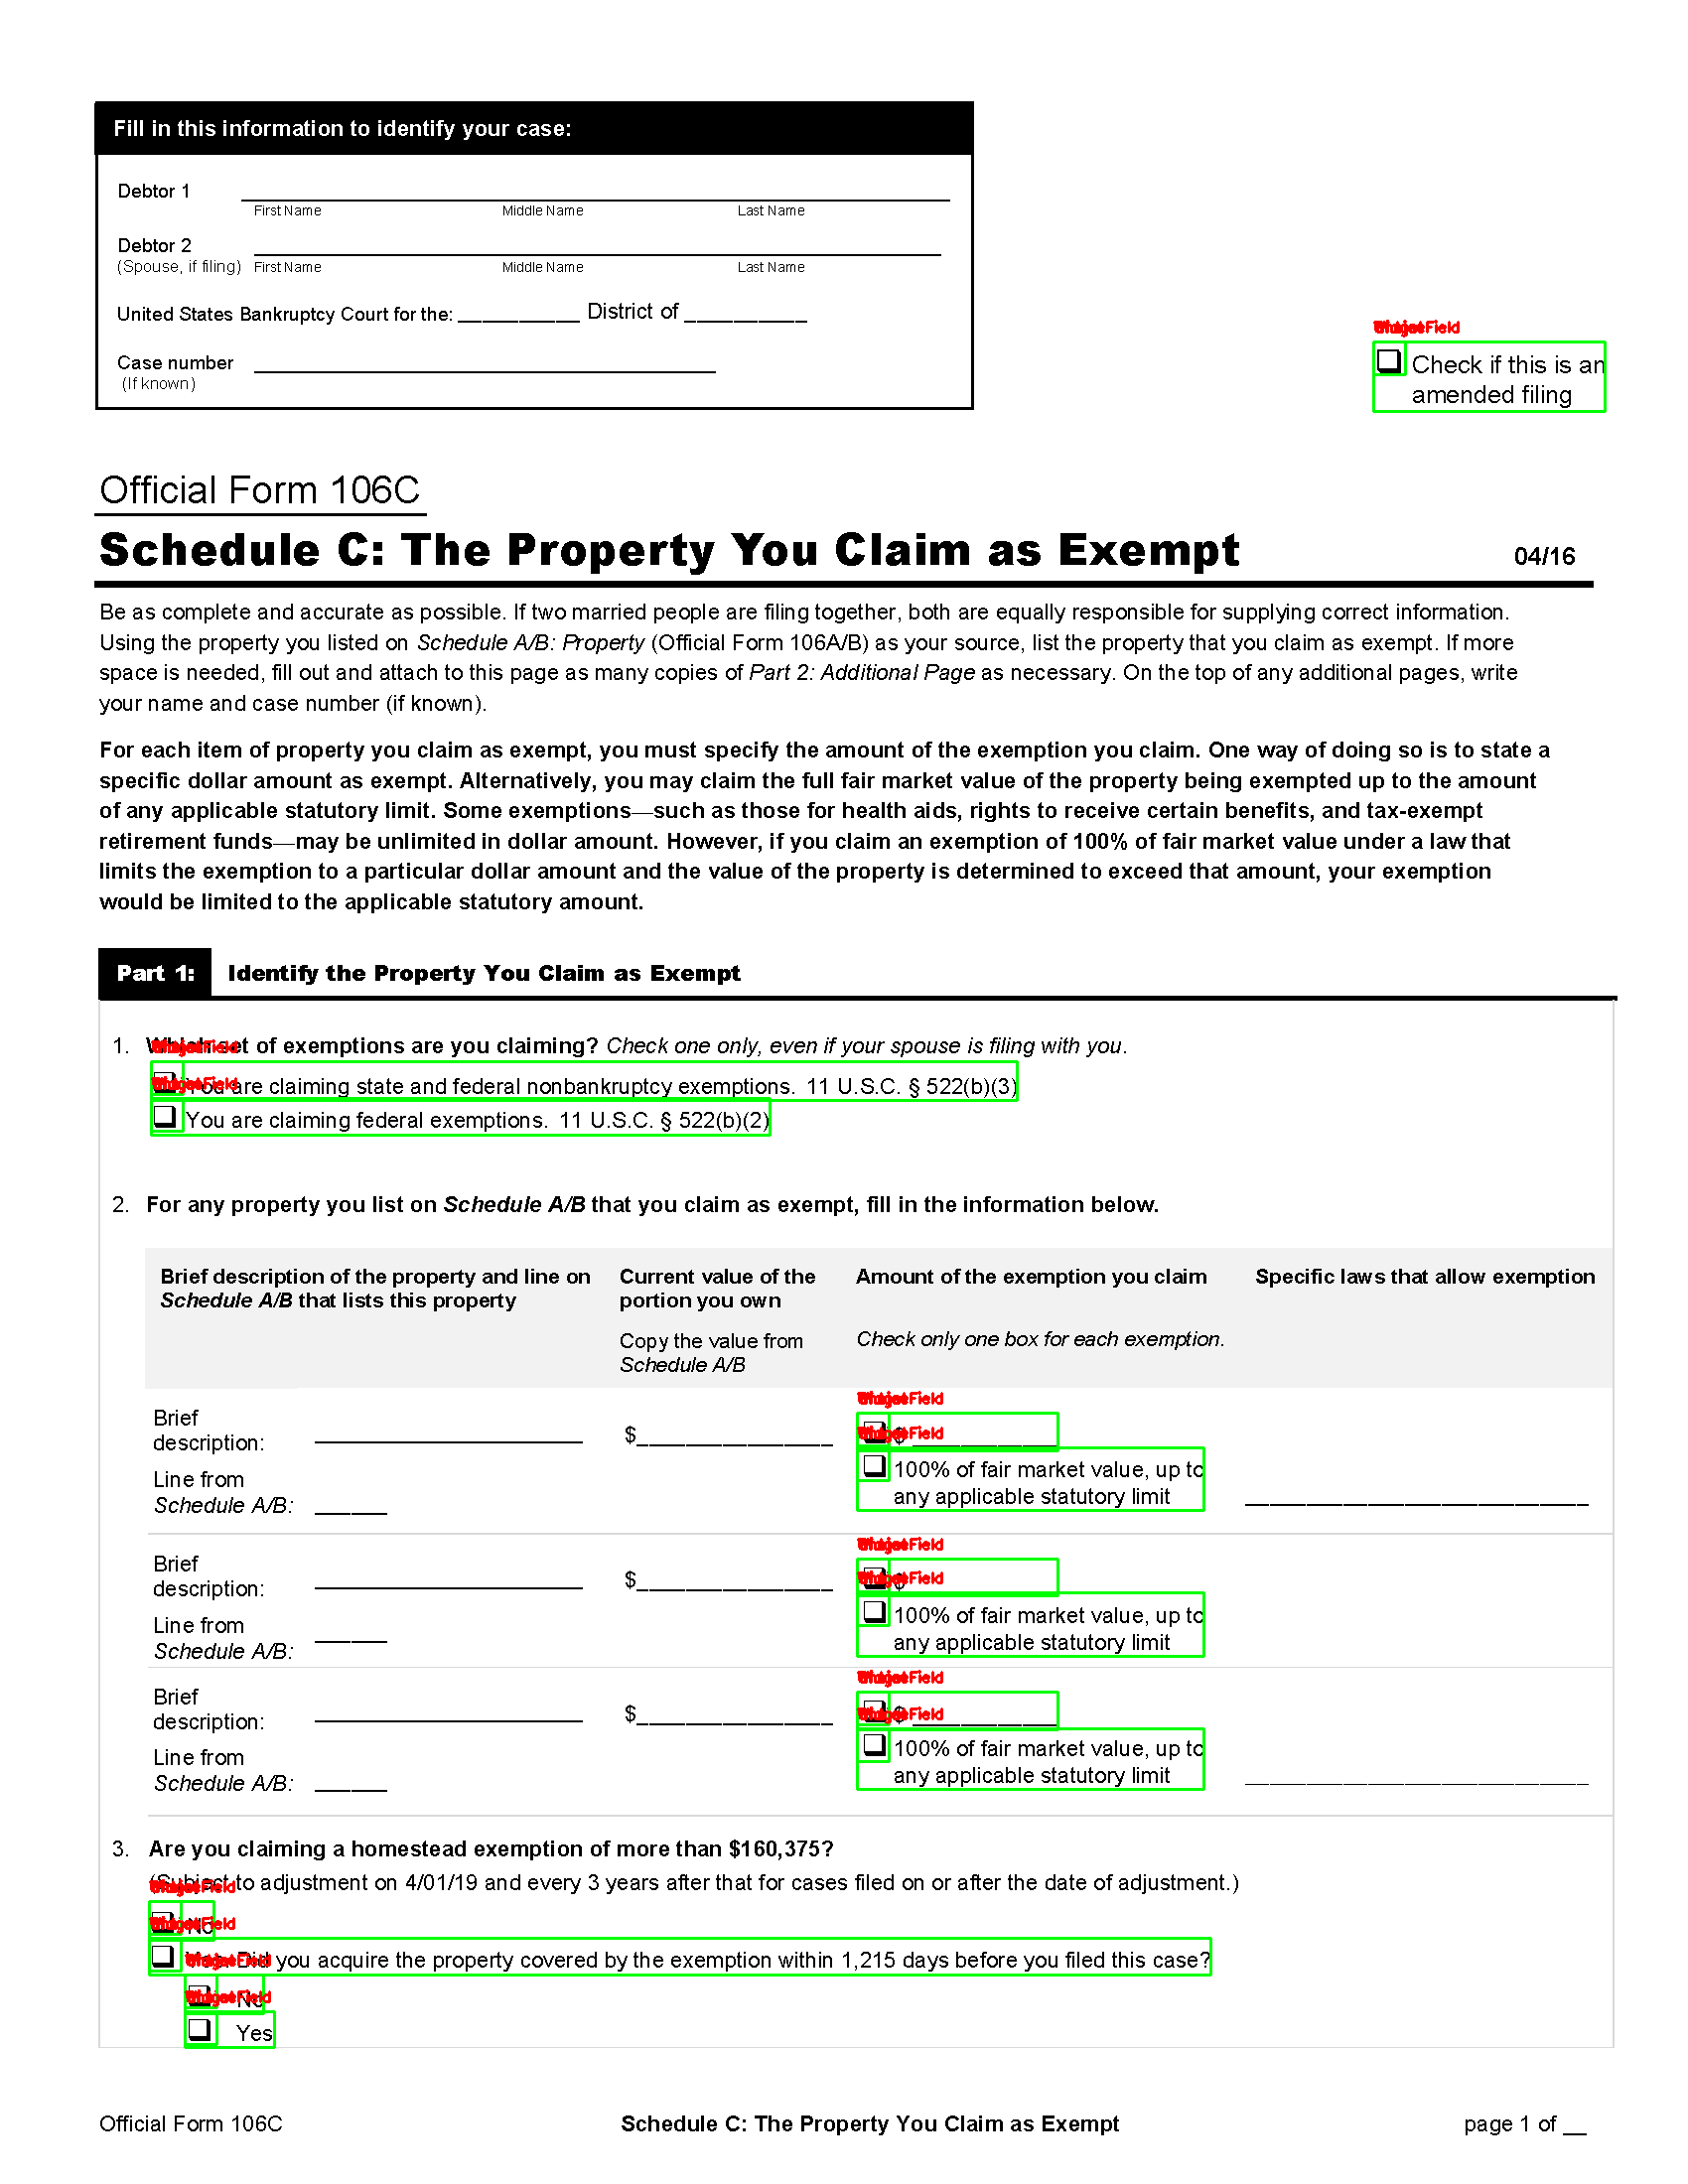 Fill in this information to identify your case:
Debtor 1
First Name Middle Name Last Name
Debtor 2
(Spouse, if filing) First Name Middle Name Last Name
United States Bankruptcy Court for the: __________ District of __________
Case number
(If known)
Field
❑ Check if this is an
amended filing
Official Form 106C
Schedule C: The Property You Claim as Exempt 04/16
Be as complete and accurate as possible. If two married people are filing together, both are equally responsible for supplying correct information.
Using the property you listed on Schedule A/B: Property (Official Form 106A/B) as your source, list the property that you claim as exempt. If more
space is needed, fill out and attach to this page as many copies of Part 2: Additional Page as necessary. On the top of any additional pages, write
your name and case number (if known).
For each item of property you claim as exempt, you must specify the amount of the exemption you claim. One way of doing so is to state a
specific dollar amount as exempt. Alternatively, you may claim the full fair market value of the property being exempted up to the amount
of any applicable statutory limit. Some exemptions—such as those for health aids, rights to receive certain benefits, and tax-exempt
retirement funds—may be unlimited in dollar amount. However, if you claim an exemption of 100% of fair market value under a law that
limits the exemption to a particular dollar amount and the value of the property is determined to exceed that amount, your exemption
would be limited to the applicable statutory amount.
Part 1: Identify the Property You Claim as Exempt
1. Which set of exemptions are you claiming? Check one only, even if your spouse is filing with you.
❑ You are claiming state and federal nonbankruptcy exemptions. 11 U.S.C. § 522(b)(3)
❑ You are claiming federal exemptions. 11 U.S.C. § 522(b)(2)
2. For any property you list on Schedule A/B that you claim as exempt, fill in the information below.
Brief description of the property and line on Current value of the Amount of the exemption you claim Specific laws that allow exemption
Schedule A/B that lists this property portion you own
Copy the value from Check only one box for each exemption.
Schedule A/B
Field
Brief
description: $________________ ❑ $ ____________
Line from ❑ 100% of fair market value, up to
Schedule A/B: ______ any applicable statutory limit ____________________________
Field
Brief
description: $________________ ❑ $
Line from ❑ 100% of fair market value, up to
Schedule A/B: ______ any applicable statutory limit
Field
Brief
description: $________________ ❑ $ ____________
Line from ❑ 100% of fair market value, up to
Schedule A/B: ______ any applicable statutory limit ____________________________
3. Are you claiming a homestead exemption of more than $160,375?
(Subject to adjustment on 4/01/19 and every 3 years after that for cases filed on or after the date of adjustment.)
❑ No
❑ Did you acquire the property covered by the exemption within 1,215 days before you filed this case?
❑ No
❑ Yes
Official Form 106C Schedule C: The Property You Claim as Exempt page 1 of __